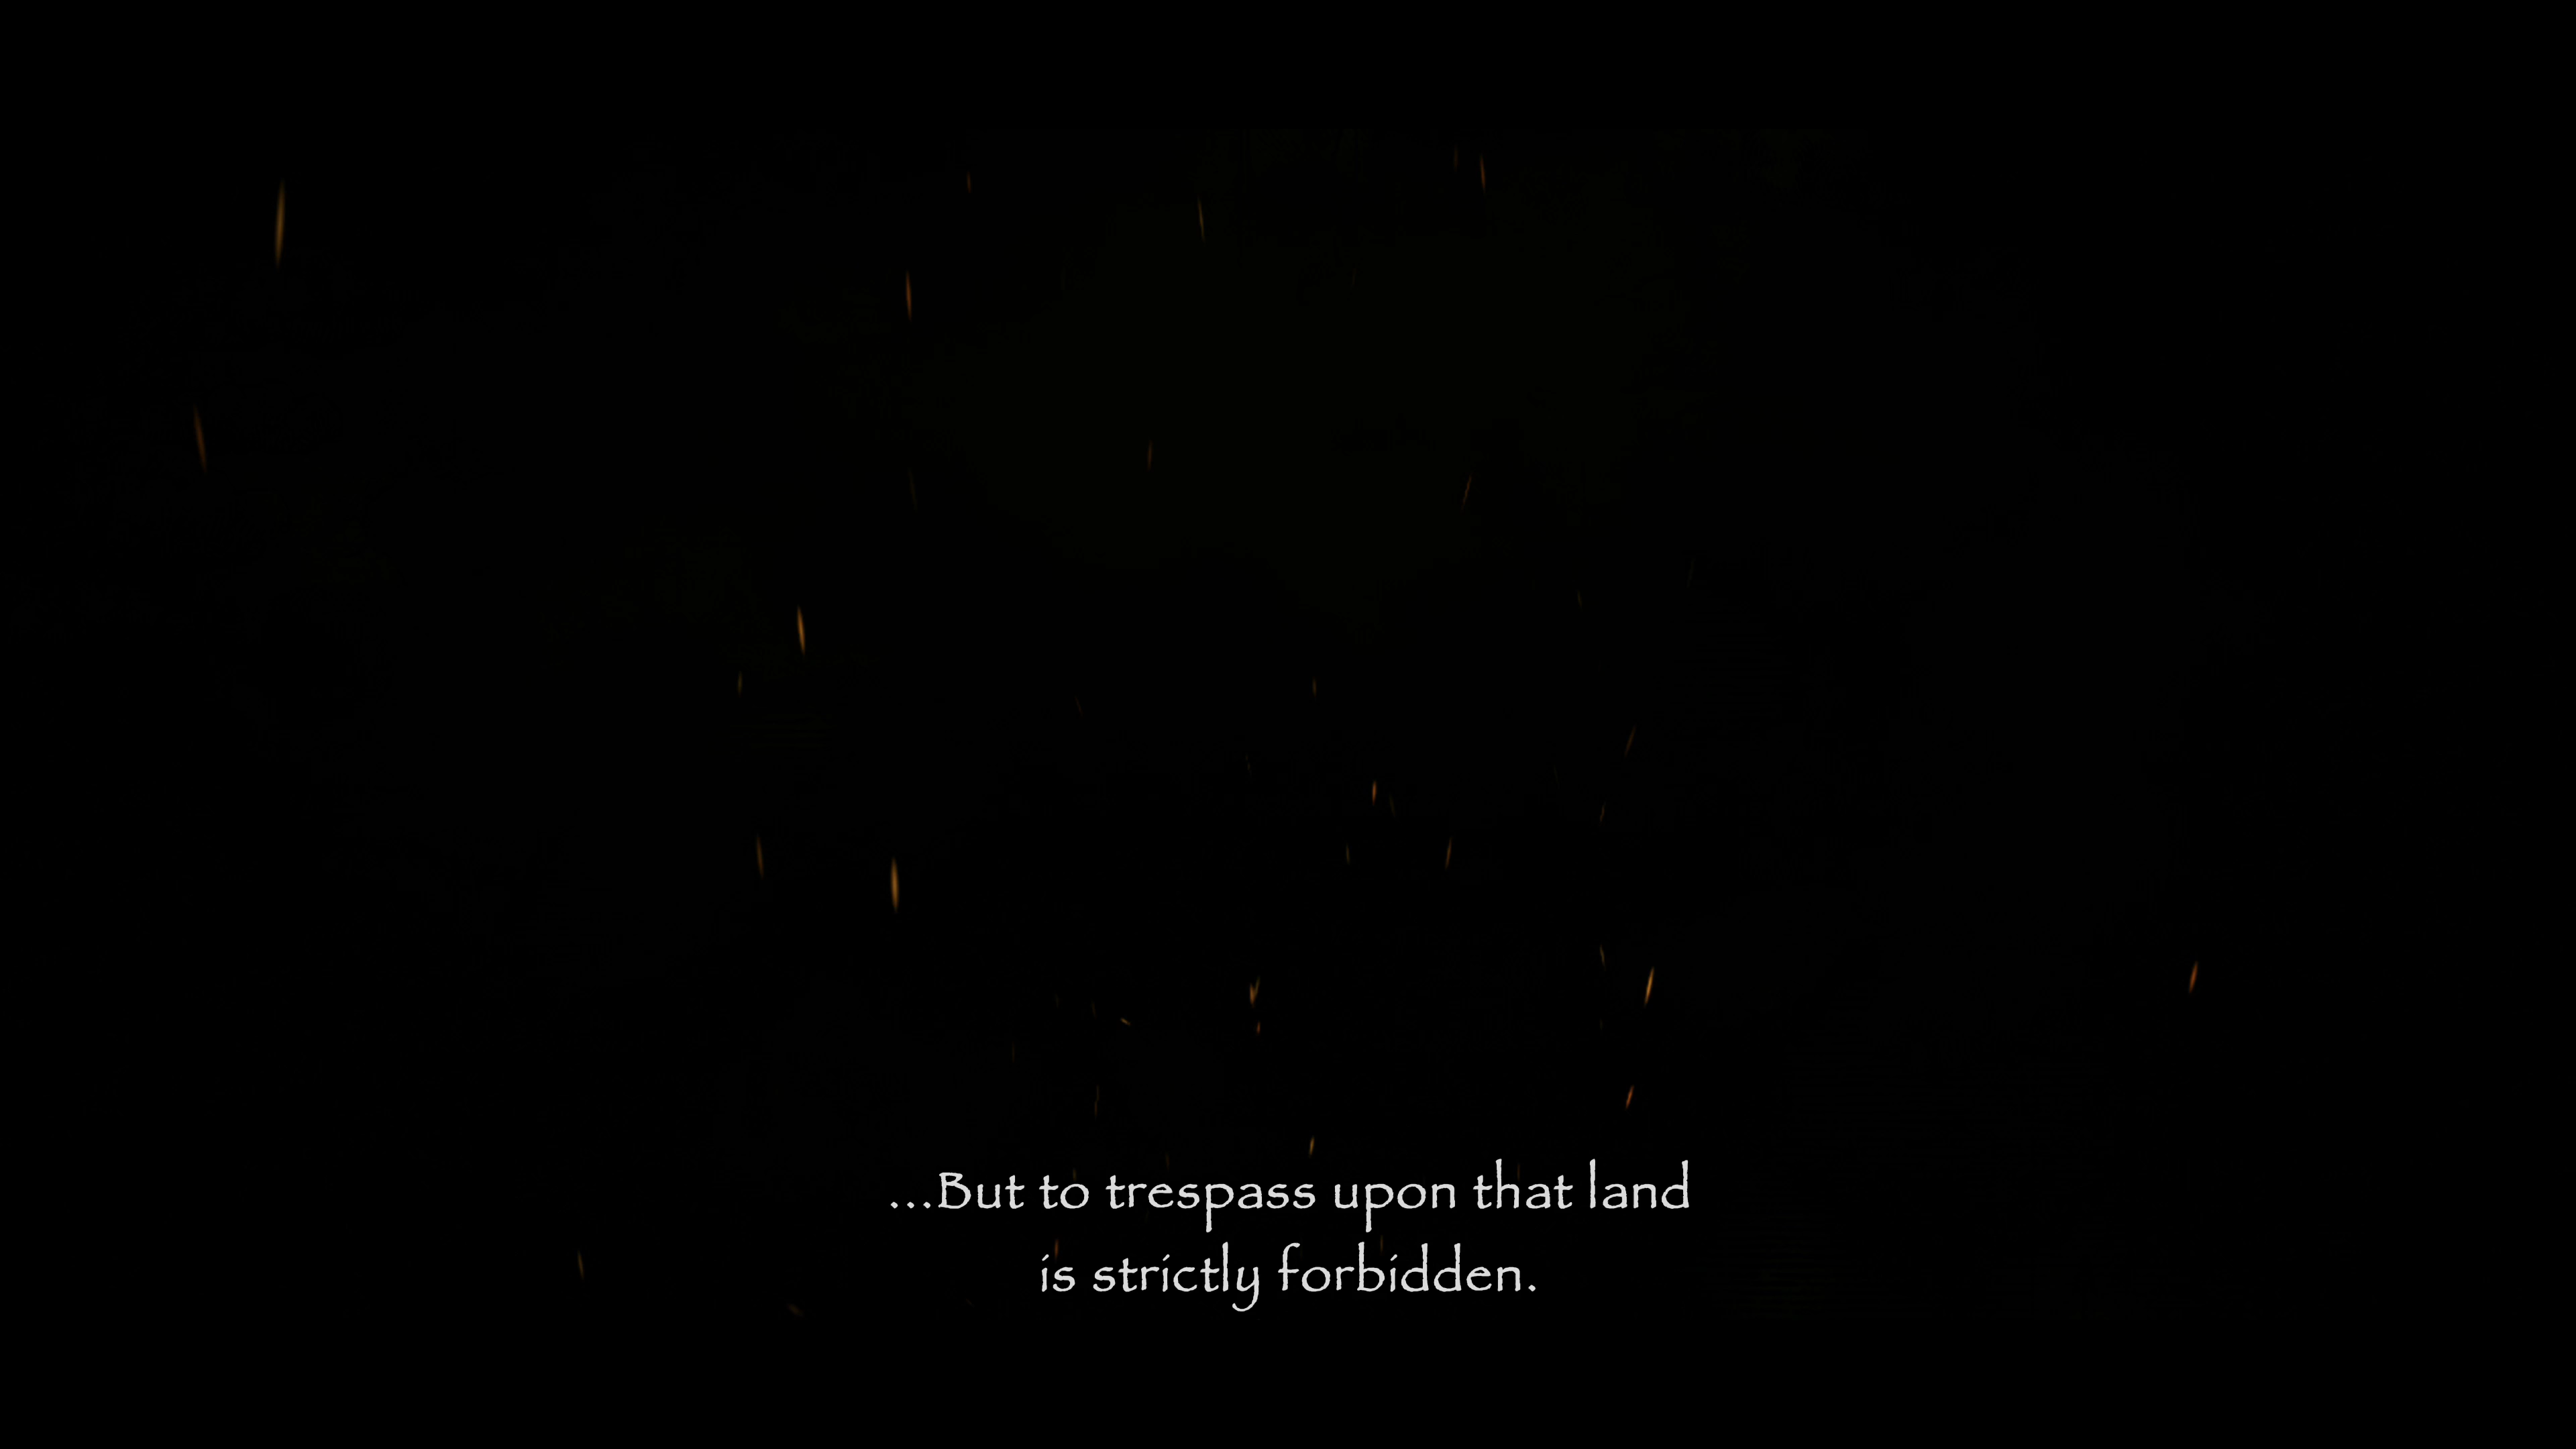 ...But to trespass upon that land
is strictly forbidden.